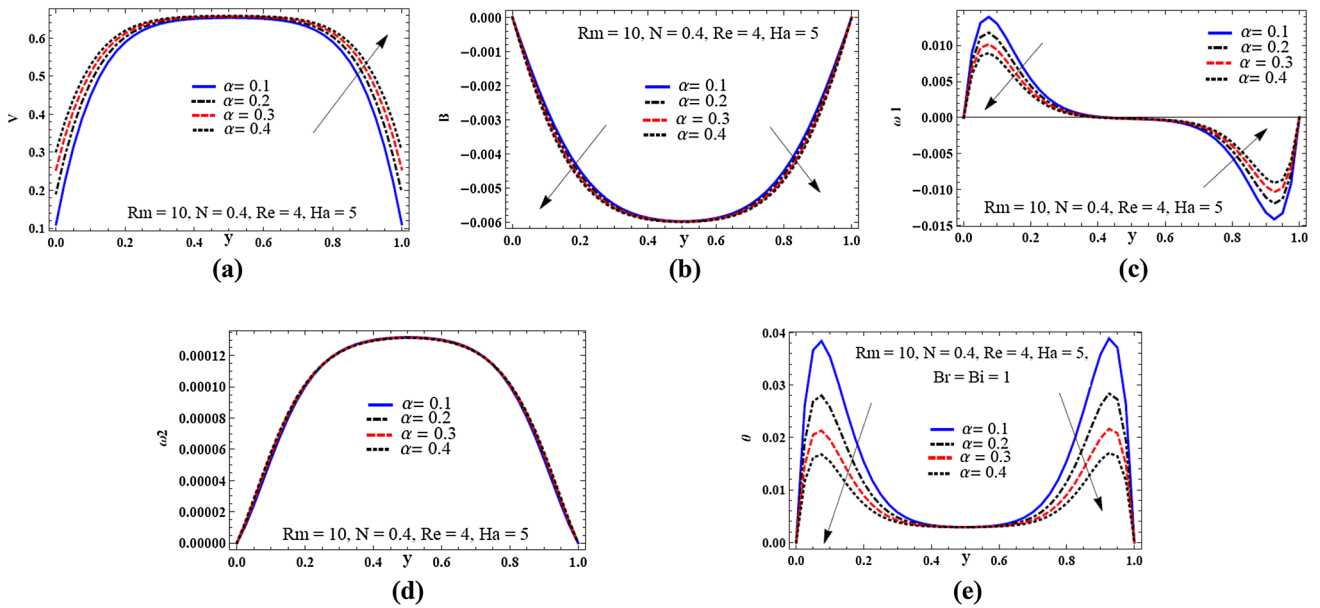 0.6
0.5
0.4
0.3
0.2
0.1
V
α= 0.1
α= 0.2
α= 0.3
α= 0.4
Rm = 10, N = 0.4, Re = 4, Ha = 5
0.0 0.2 0.4 0.6 0.8 1.0
y
(a)
0.000
−0.001
−0.002
−0.003
−0.004
−0.005
−0.006
B
Rm = 10, N = 0.4, Re = 4, Ha = 5
α= 0.1
α= 0.2
α= 0.3
α= 0.4
0.0 0.2 0.4 0.6 0.8 1.0
y
(b)
0.010
0.005
0.000
−0.005
−0.010
−0.015
ω 1
α= 0.1
α= 0.2
α= 0.3
α= 0.4
Rm = 10, N = 0.4, Re = 4, Ha = 5
0.0 0.2 0.4 0.6 0.8 1.0
y
(c)
0.00012
0.00010
0.00008
0.00006
0.00004
0.00002
0.00000
ω2
α= 0.1
α= 0.2
α = 0.3
α= 0.4
Rm = 10, N = 0.4, Re = 4, Ha = 5
0.0 0.2 0.4 0.6 0.8 1.0
y
(d)
0.04
0.03
0.02
0.01
0.00
θ
Rm = 10, N = 0.4, Re = 4, Ha = 5,
Br = Bi = 1
α= 0.1
α= 0.2
α = 0.3
α= 0.4
0.0 0.2 0.4 0.6 0.8 1.0
y
(e)